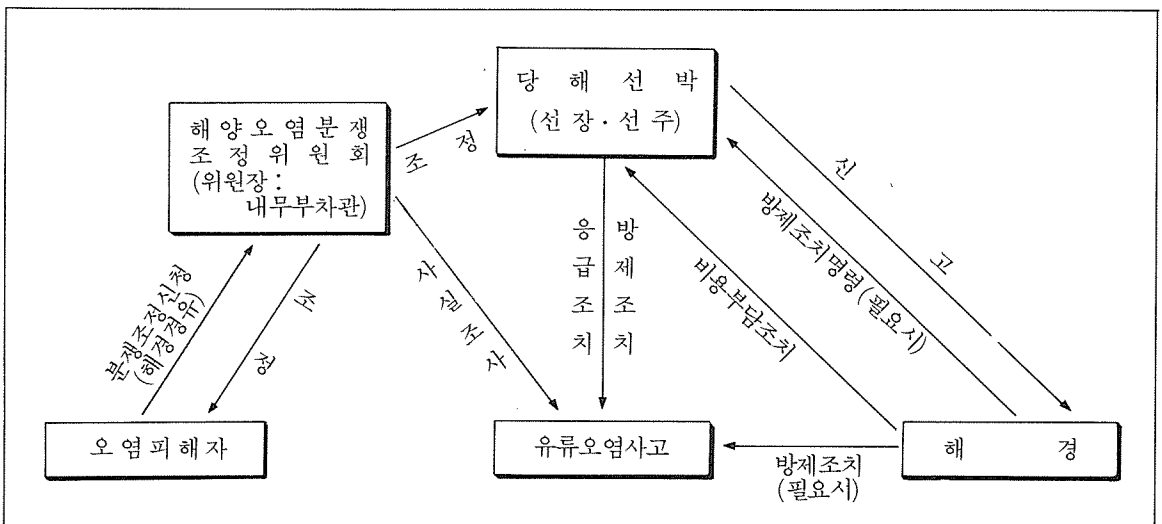 당 해 선 박
(선장·선주)
해양오염분쟁
조정위원회
(위원장 :
내무부차관)
조정
신고
방제조치명령(필요시)
비용부담조치
응급조치
방제조치
사실조사
분쟁조정신청
(해경경유)
조정
오염피해자
유류오염사고
해 경
방제조치
(필요시)